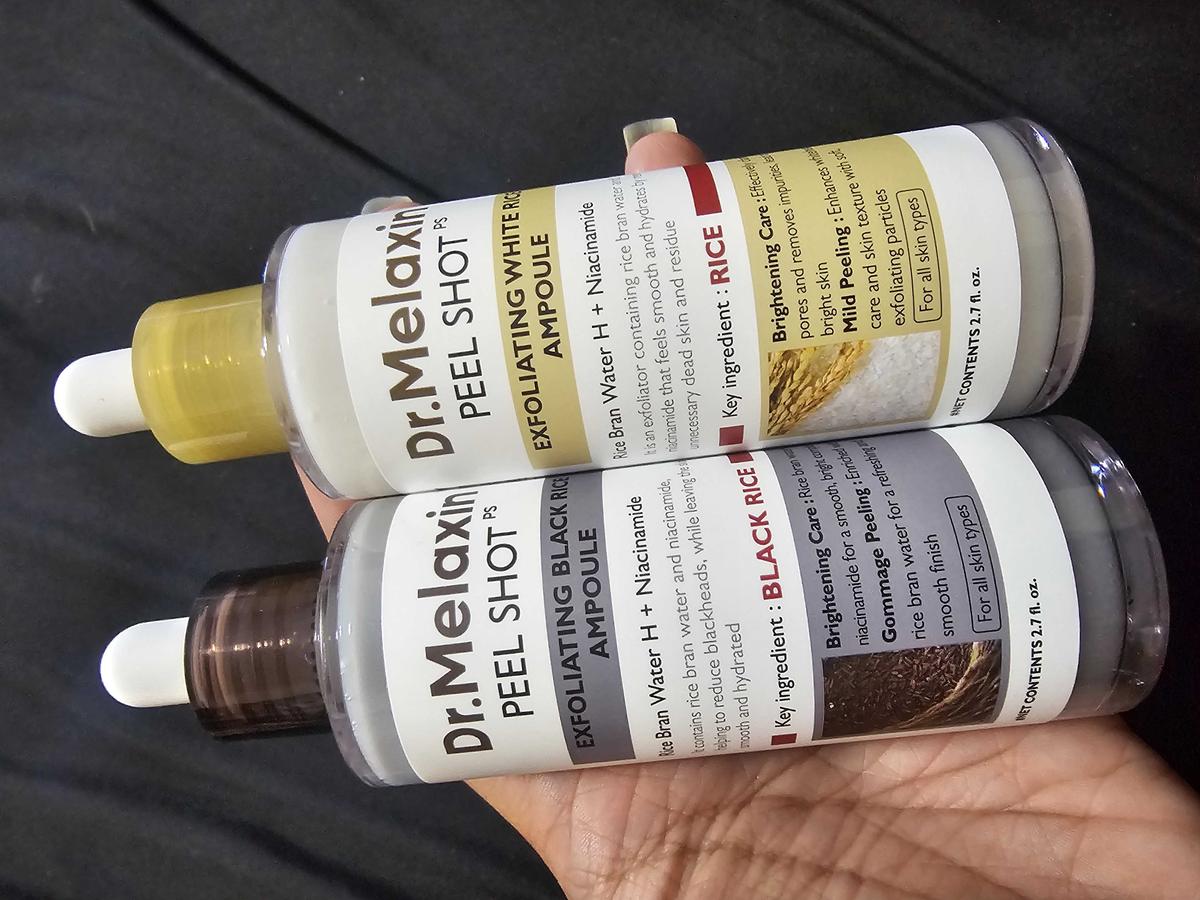 Dr.Melaxin
PEEL SHOT PS
EXFOLIATING WHITE RICE
AMPOULE
Rice Bran Water H + Niacinamide
It is an exfoliator containing rice bran water and
niacinamide that feels smooth and hydrates by
unnecessary dead skin and residue
Key ingredient : RICE
Brightening Care : Effectively
pores and removes impurities
bright skin
Mild Peeling : Enhances
care and skin texture with soft
exfoliating particles
For all skin types
NET CONTENTS 2.7 fl. oz.
Dr.Melaxin
PEEL SHOT PS
EXFOLIATING BLACK RICE
AMPOULE
Rice Bran Water H + Niacinamide
It contains rice bran water and niacinamide,
helping to reduce blackheads, while leaving the
smooth and hydrated
Key ingredient : BLACK RICE
Brightening Care : Rice bran
niacinamide for a smooth, bright
Gommage Peeling : Enriched
rice bran water for a refreshing
smooth finish
For all skin types
NET CONTENTS 2.7 fl. oz.